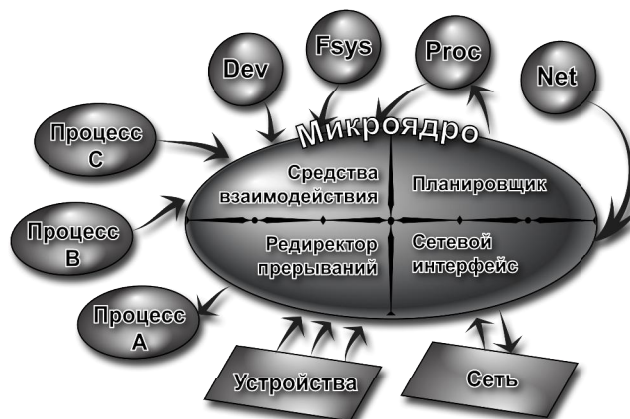 Dev
Fsys
Proc
Net
Микроядро
Процесс
C
Процесс
B
Процесс
A
Средства
взаимодействия
Планировщик
Редиректор
прерываний
Сетевой
интерфейс
Устройства
Сеть